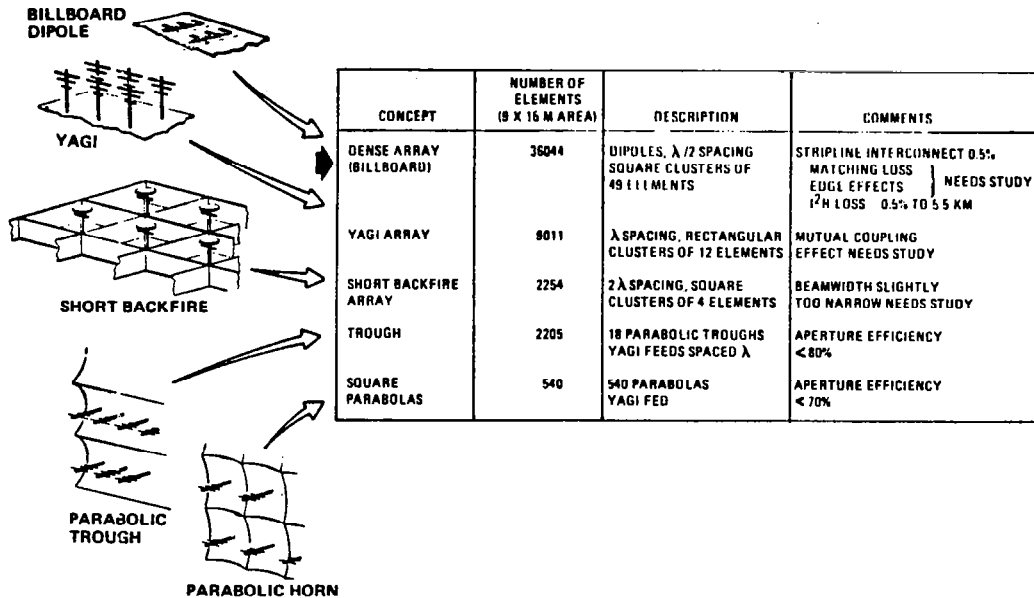 BILLBOARD
DIPOLE
YAGI
SHORT BACKFIRE
PARABOLIC
TROUGH
PARABOLIC HORN
CONCEPT
NUMBER OF
ELEMENTS
(9 X 15 M AREA)
DESCRIPTION
COMMENTS
DENSE ARRAY
(BILLBOARD)
36044
DIPOLES, λ/2 SPACING
SQUARE CLUSTERS OF
49 ELEMENTS
STRIPLINE INTERCONNECT 0.5%
MATCHING LOSS
EDGE EFFECTS
NEEDS STUDY
I²H LOSS 0.5% TO 5.5 KM
YAGI ARRAY
9011
λ SPACING, RECTANGULAR
CLUSTERS OF 12 ELEMENTS
MUTUAL COUPLING
EFFECT NEEDS STUDY
SHORT BACKFIRE
ARRAY
2254
2 λ SPACING, SQUARE
CLUSTERS OF 4 ELEMENTS
BEAMWIDTH SLIGHTLY
TOO NARROW NEEDS STUDY
TROUGH
2205
18 PARABOLIC TROUGHS
YAGI FEEDS SPACED λ
APERTURE EFFICIENCY
<80%
SQUARE
PARABOLAS
540
540 PARABOLAS
YAGI FED
APERTURE EFFICIENCY
<70%